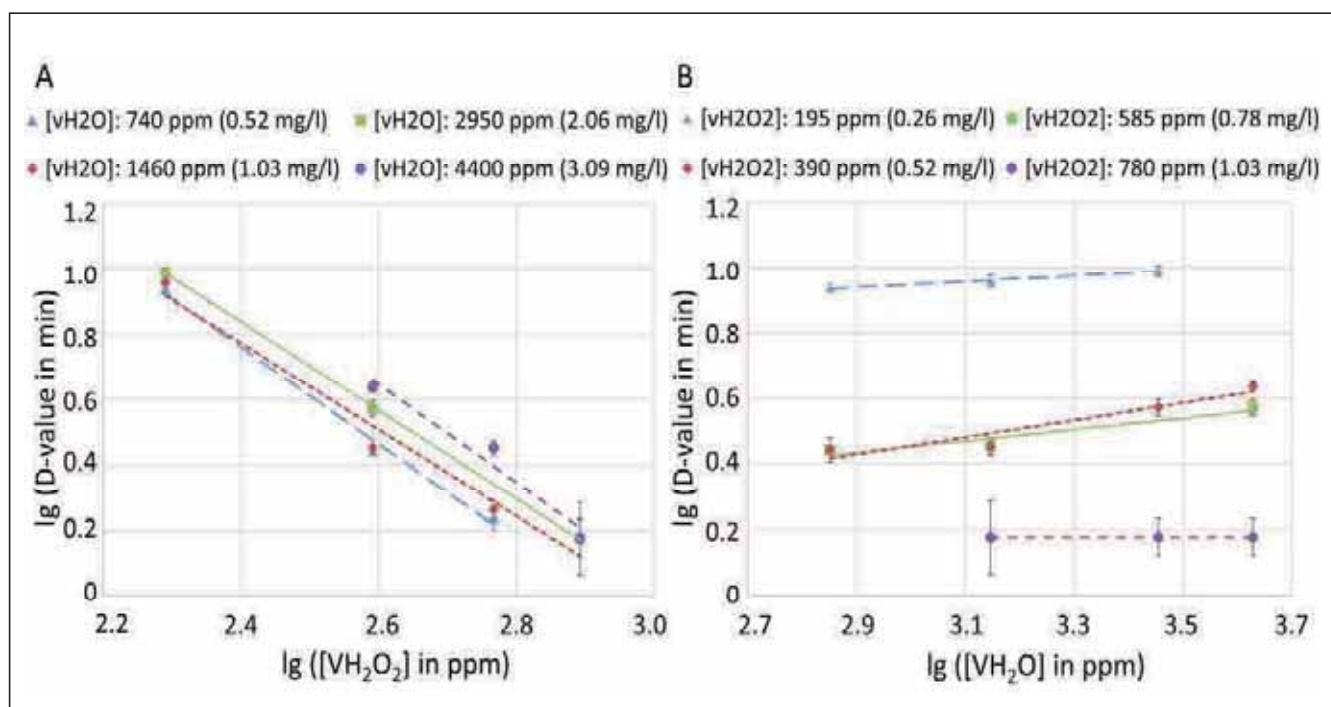 A
[vH2O]: 740 ppm (0.52 mg/l) [vH2O]: 2950 ppm (2.06 mg/l)
[vH2O]: 1460 ppm (1.03 mg/l) [vH2O]: 4400 ppm (3.09 mg/l)
1.2
1.0
0.8
0.6
0.4
0.2
0
lg (D-value in min)
2.2 2.4 2.6 2.8 3.0
lg ([VH₂O₂] in ppm)
B
[vH2O2]: 195 ppm (0.26 mg/l) [vH2O2]: 585 ppm (0.78 mg/l)
[vH2O2]: 390 ppm (0.52 mg/l) [vH2O2]: 780 ppm (1.03 mg/l)
1.2
1.0
0.8
0.6
0.4
0.2
0
lg (D-value in min)
2.7 2.9 3.1 3.3 3.5 3.7
lg ([VH₂O] in ppm)